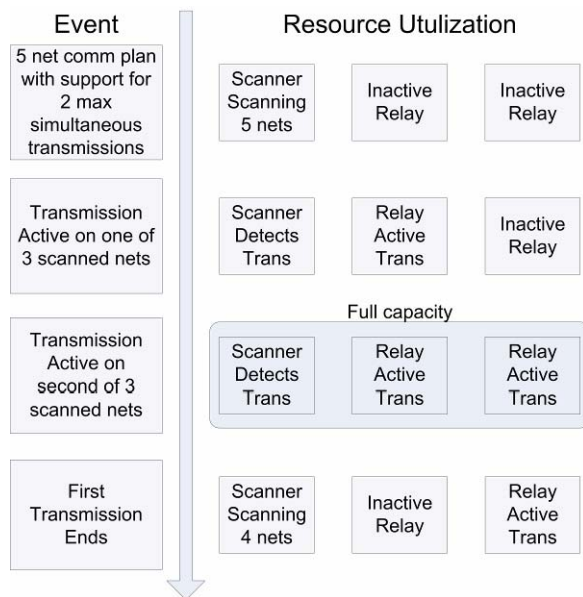 Event
Resource Utulization
5 net comm plan
with support for
2 max
simultaneous
transmissions
Scanner
Scanning
5 nets
Inactive
Relay
Inactive
Relay
Transmission
Active on one of
3 scanned nets
Scanner
Detects
Trans
Relay
Active
Trans
Inactive
Relay
Full capacity
Transmission
Active on
second of 3
scanned nets
Scanner
Detects
Trans
Relay
Active
Trans
Relay
Active
Trans
First
Transmission
Ends
Scanner
Scanning
4 nets
Inactive
Relay
Relay
Active
Trans